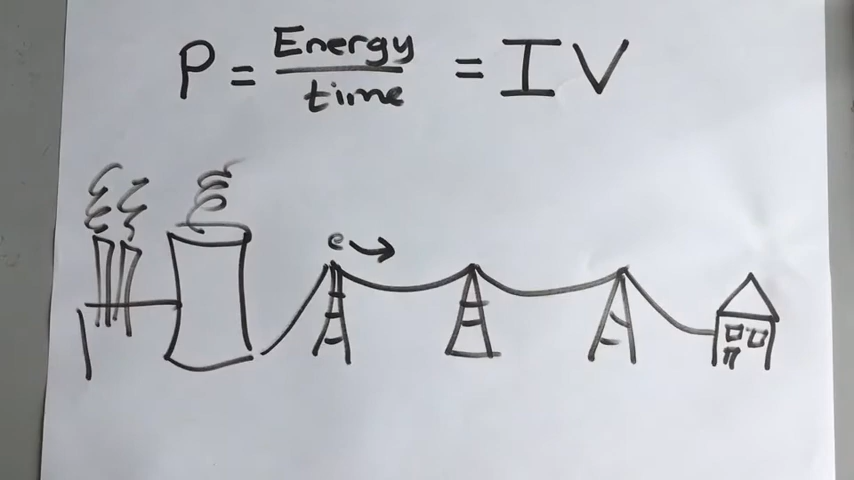 P = Energy/time = IV
e →